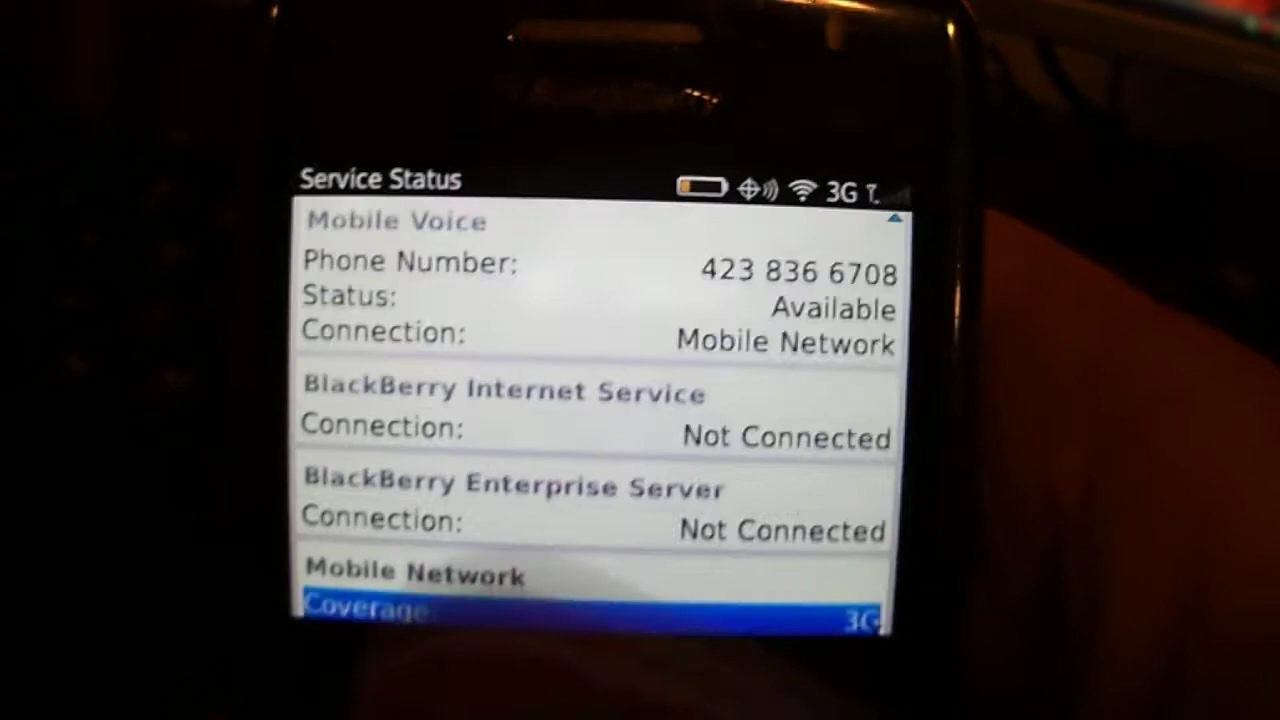 Service Status 3G
Mobile Voice
Phone Number: 423 836 6708
Status: Available
Connection: Mobile Network
BlackBerry Internet Service
Connection: Not Connected
BlackBerry Enterprise Server
Connection: Not Connected
Mobile Network
Coverage: 3G